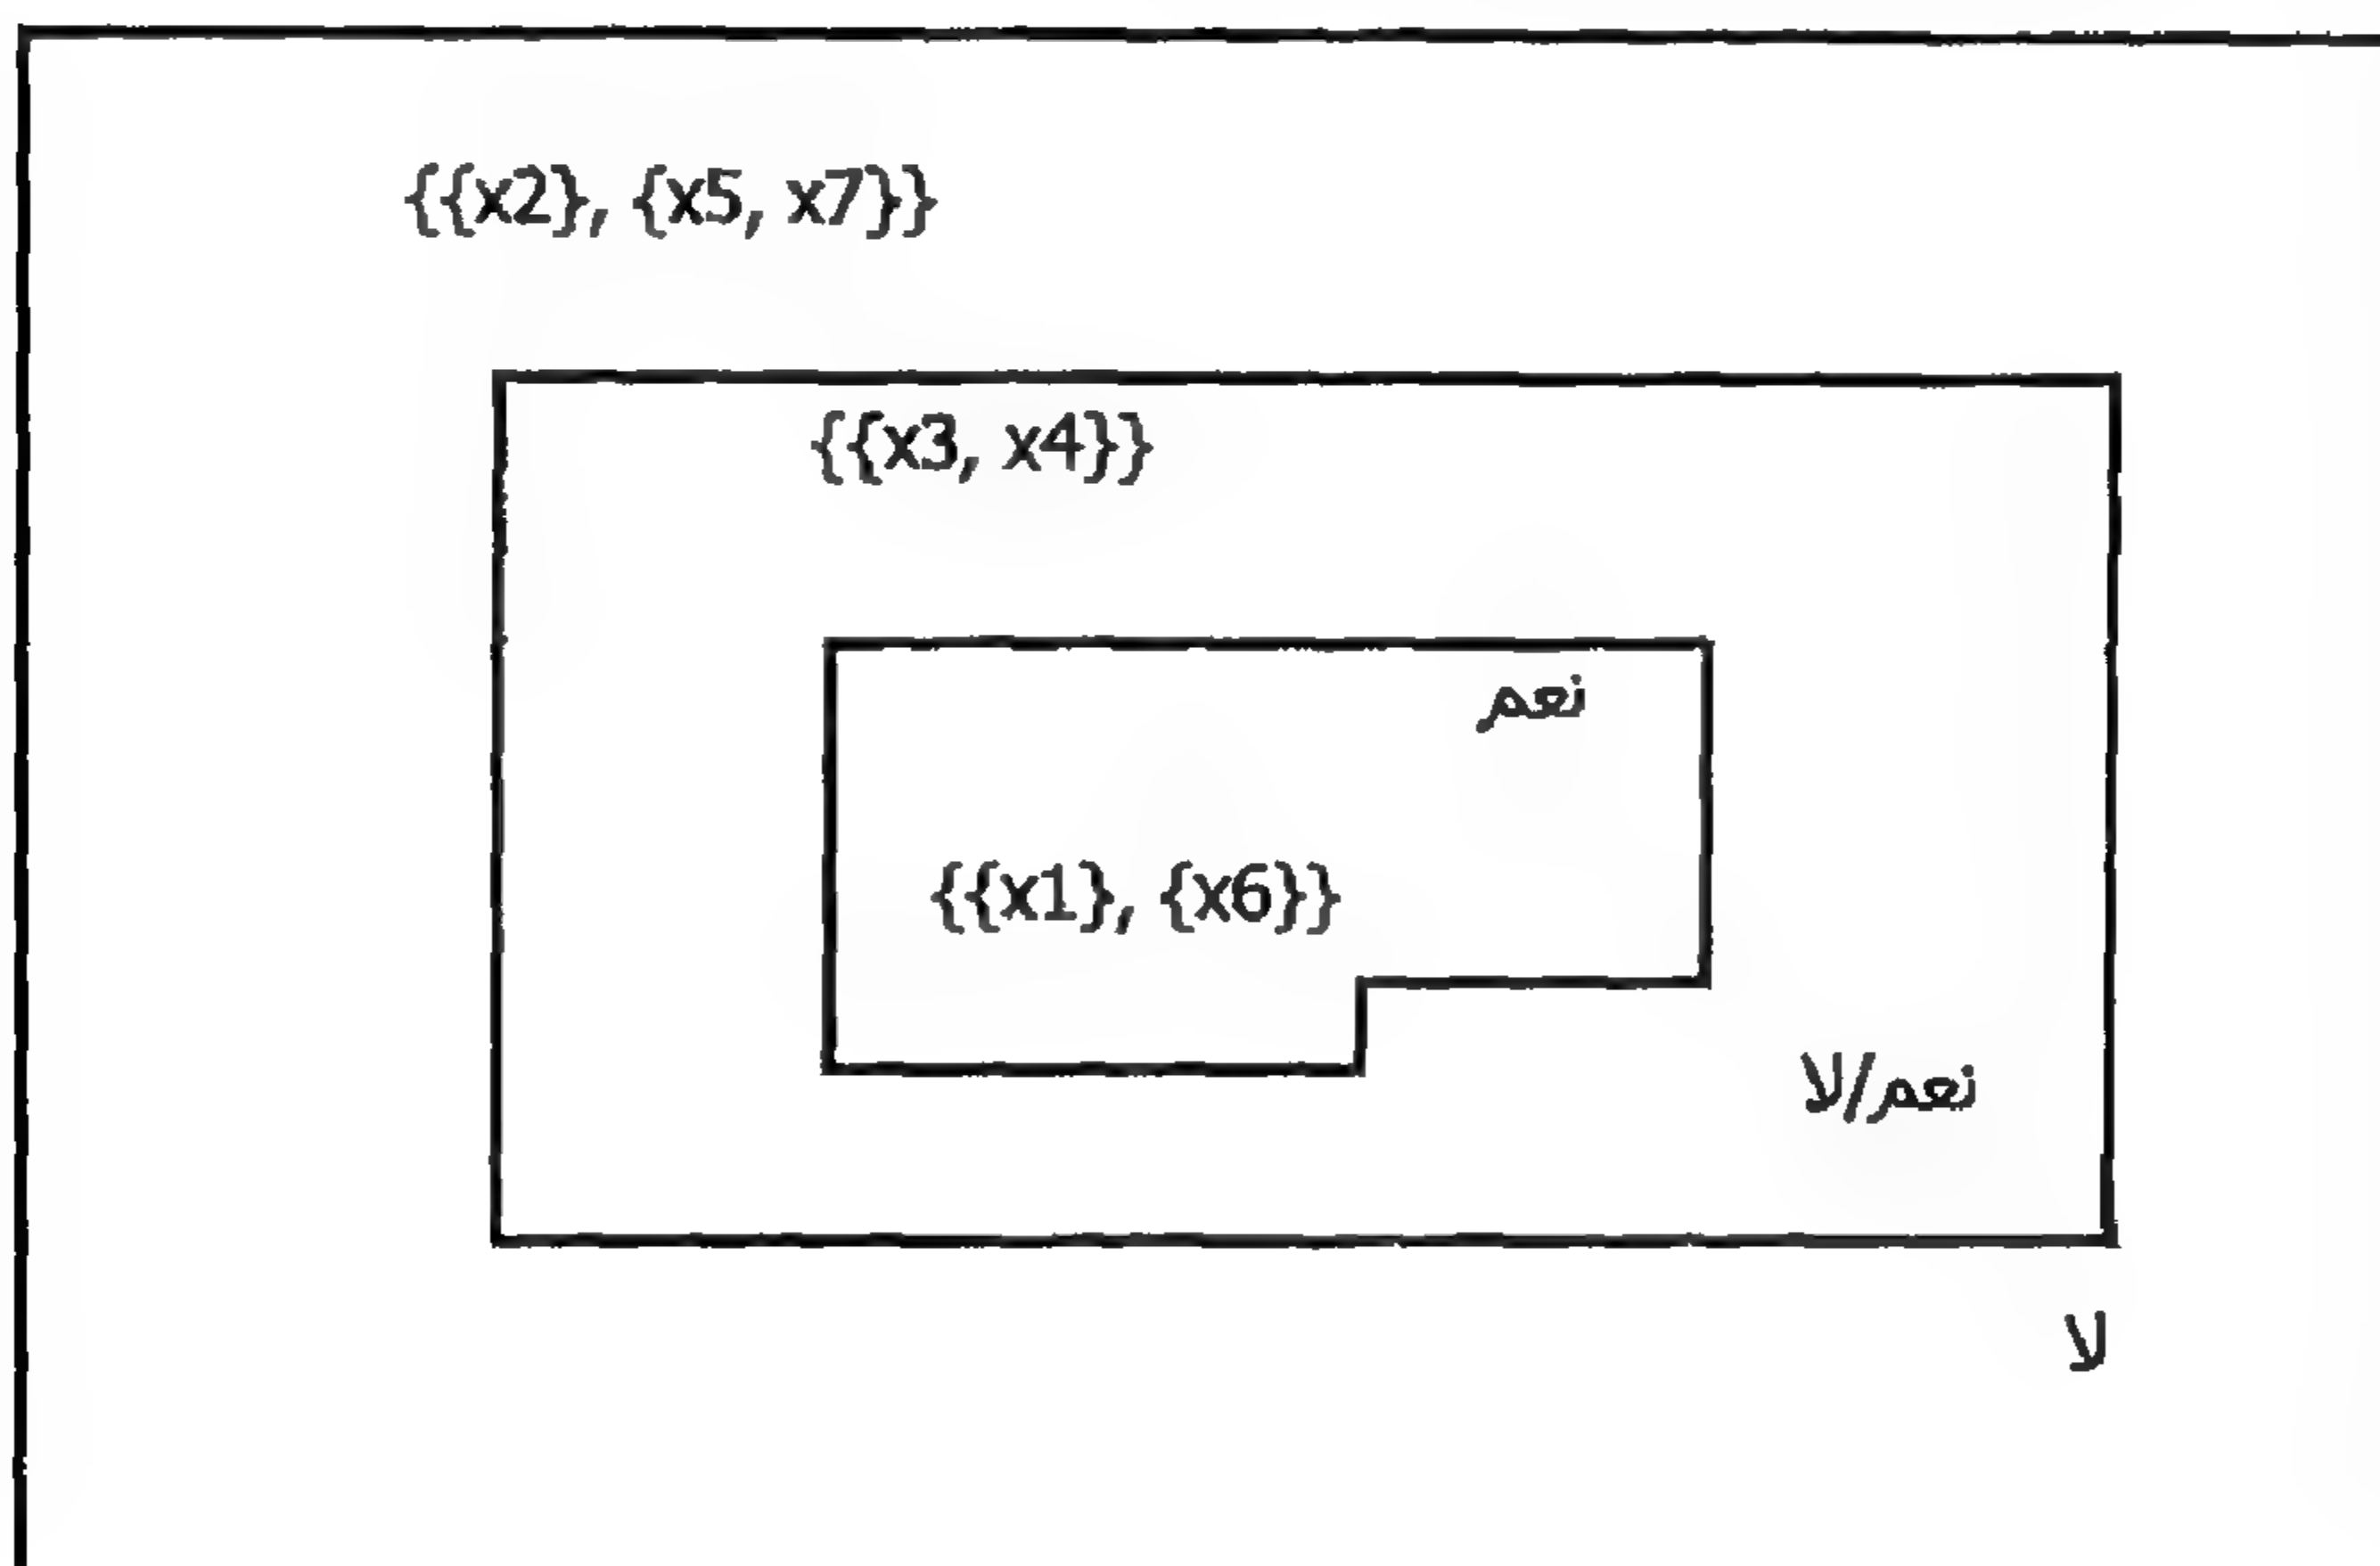 {{x2}, {x5, x7}}
{{x3, x4}}
نعم
{{x1}, {x6}}
نعم/لا
لا